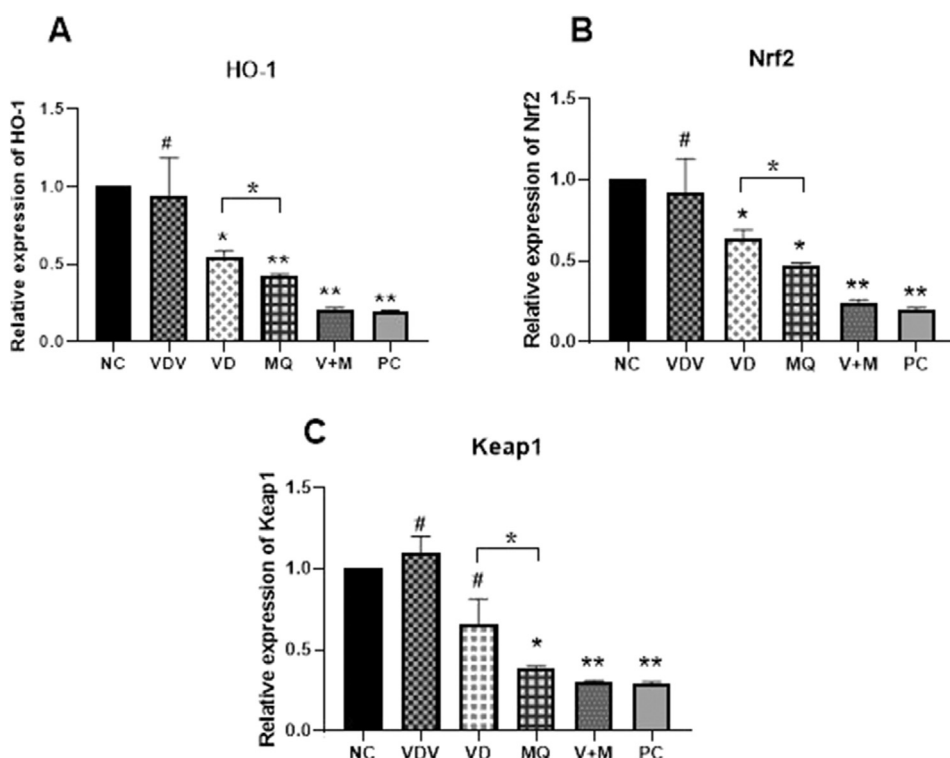 A
HO-1
Relative expression of HO-1
1.5
1.0
0.5
0.0
#
*
*
**
**
**
NC VDV VD MQ V+M PC
B
Nrf2
Relative expression of Nrf2
1.5
1.0
0.5
0.0
#
*
*
*
**
**
NC VDV VD MQ V+M PC
C
Keap1
Relative expression of Keap1
1.5
1.0
0.5
0.0
#
*
#
*
**
**
NC VDV VD MQ V+M PC